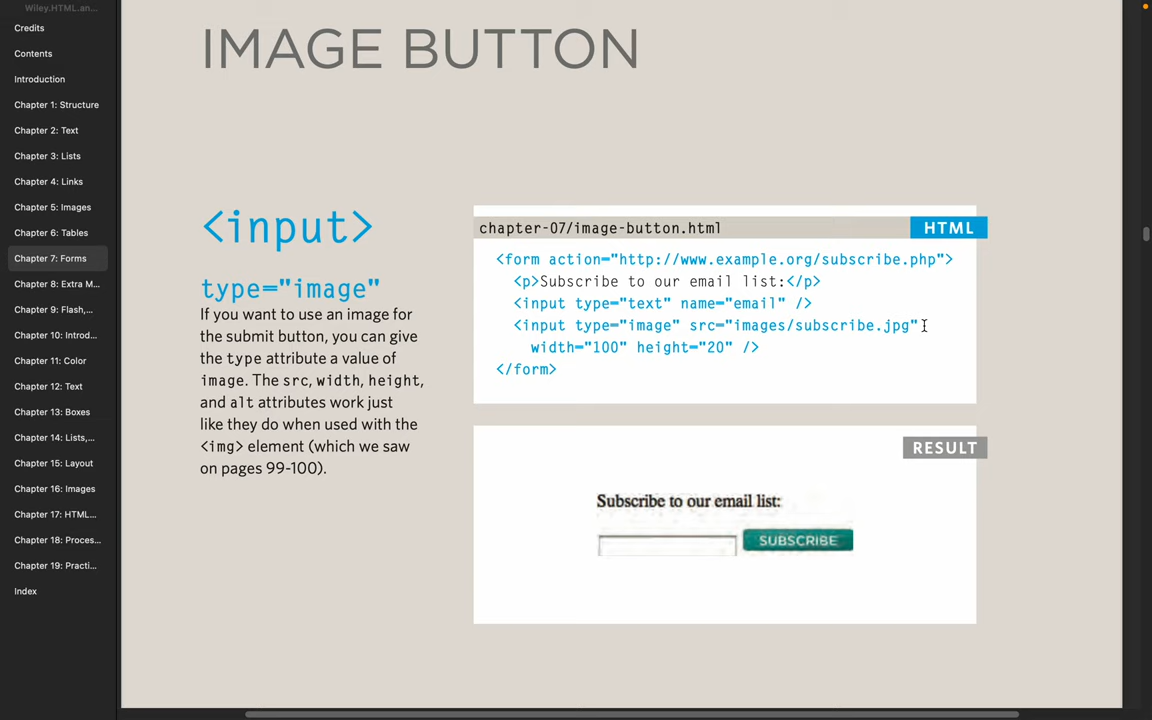 Wiley.HTML.an...
Credits
Contents
Introduction
Chapter 1: Structure
Chapter 2: Text
Chapter 3: Lists
Chapter 4: Links
Chapter 5: Images
Chapter 6: Tables
Chapter 7: Forms
Chapter 8: Extra M...
Chapter 9: Flash,...
Chapter 10: Introd...
Chapter 11: Color
Chapter 12: Text
Chapter 13: Boxes
Chapter 14: Lists,...
Chapter 15: Layout
Chapter 16: Images
Chapter 17: HTML...
Chapter 18: Proces...
Chapter 19: Practi...
Index
IMAGE BUTTON
<input>
type="image"
If you want to use an image for
the submit button, you can give
the type attribute a value of
image. The src, width, height,
and alt attributes work just
like they do when used with the
<img> element (which we saw
on pages 99-100).
chapter-07/image-button.html
HTML
<form action="http://www.example.org/subscribe.php">
<p>Subscribe to our email list:</p>
<input type="text" name="email" />
<input type="image" src="images/subscribe.jpg"
width="100" height="20" />
</form>
RESULT
Subscribe to our email list:
SUBSCRIBE